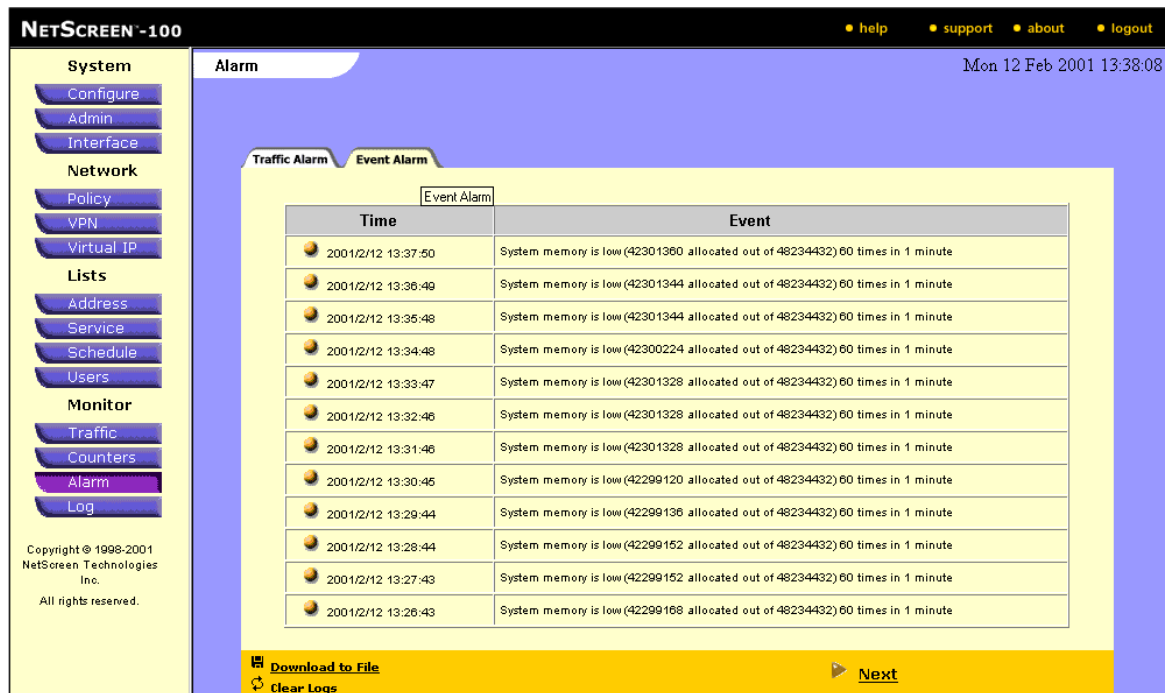 NETSCREEN™-100
help support about logout
System
Configure
Admin
Interface
Network
Policy
VPN
Virtual IP
Lists
Address
Service
Schedule
Users
Monitor
Traffic
Counters
Alarm
Log
Copyright © 1998-2001
NetScreen Technologies
Inc.
All rights reserved.
Alarm
Mon 12 Feb 2001 13:38:08
Traffic Alarm Event Alarm
Event Alarm
Time Event
2001/2/12 13:37:50 System memory is low (42301360 allocated out of 48234432) 60 times in 1 minute
2001/2/12 13:36:49 System memory is low (42301344 allocated out of 48234432) 60 times in 1 minute
2001/2/12 13:35:48 System memory is low (42301344 allocated out of 48234432) 60 times in 1 minute
2001/2/12 13:34:48 System memory is low (42300224 allocated out of 48234432) 60 times in 1 minute
2001/2/12 13:33:47 System memory is low (42301328 allocated out of 48234432) 60 times in 1 minute
2001/2/12 13:32:46 System memory is low (42301328 allocated out of 48234432) 60 times in 1 minute
2001/2/12 13:31:46 System memory is low (42301328 allocated out of 48234432) 60 times in 1 minute
2001/2/12 13:30:45 System memory is low (42299120 allocated out of 48234432) 60 times in 1 minute
2001/2/12 13:29:44 System memory is low (42299136 allocated out of 48234432) 60 times in 1 minute
2001/2/12 13:28:44 System memory is low (42299152 allocated out of 48234432) 60 times in 1 minute
2001/2/12 13:27:43 System memory is low (42299152 allocated out of 48234432) 60 times in 1 minute
2001/2/12 13:26:43 System memory is low (42299168 allocated out of 48234432) 60 times in 1 minute
Download to File
Clear Logs
Next